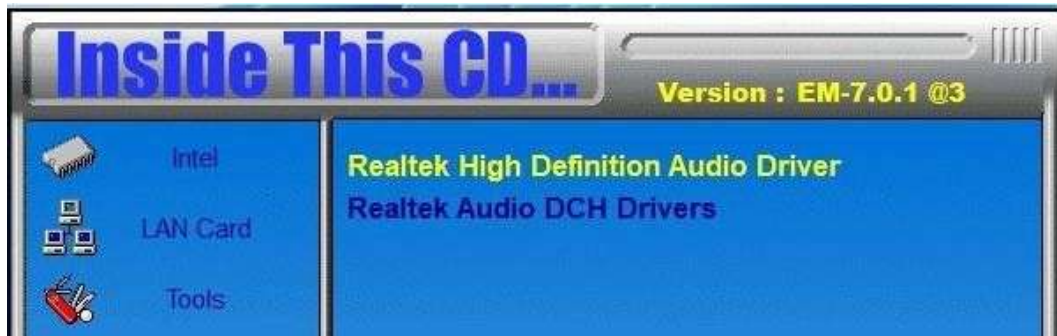 Inside This CD...
Version : EM-7.0.1 @3
Intel
LAN Card
Tools
Realtek High Definition Audio Driver
Realtek Audio DCH Drivers